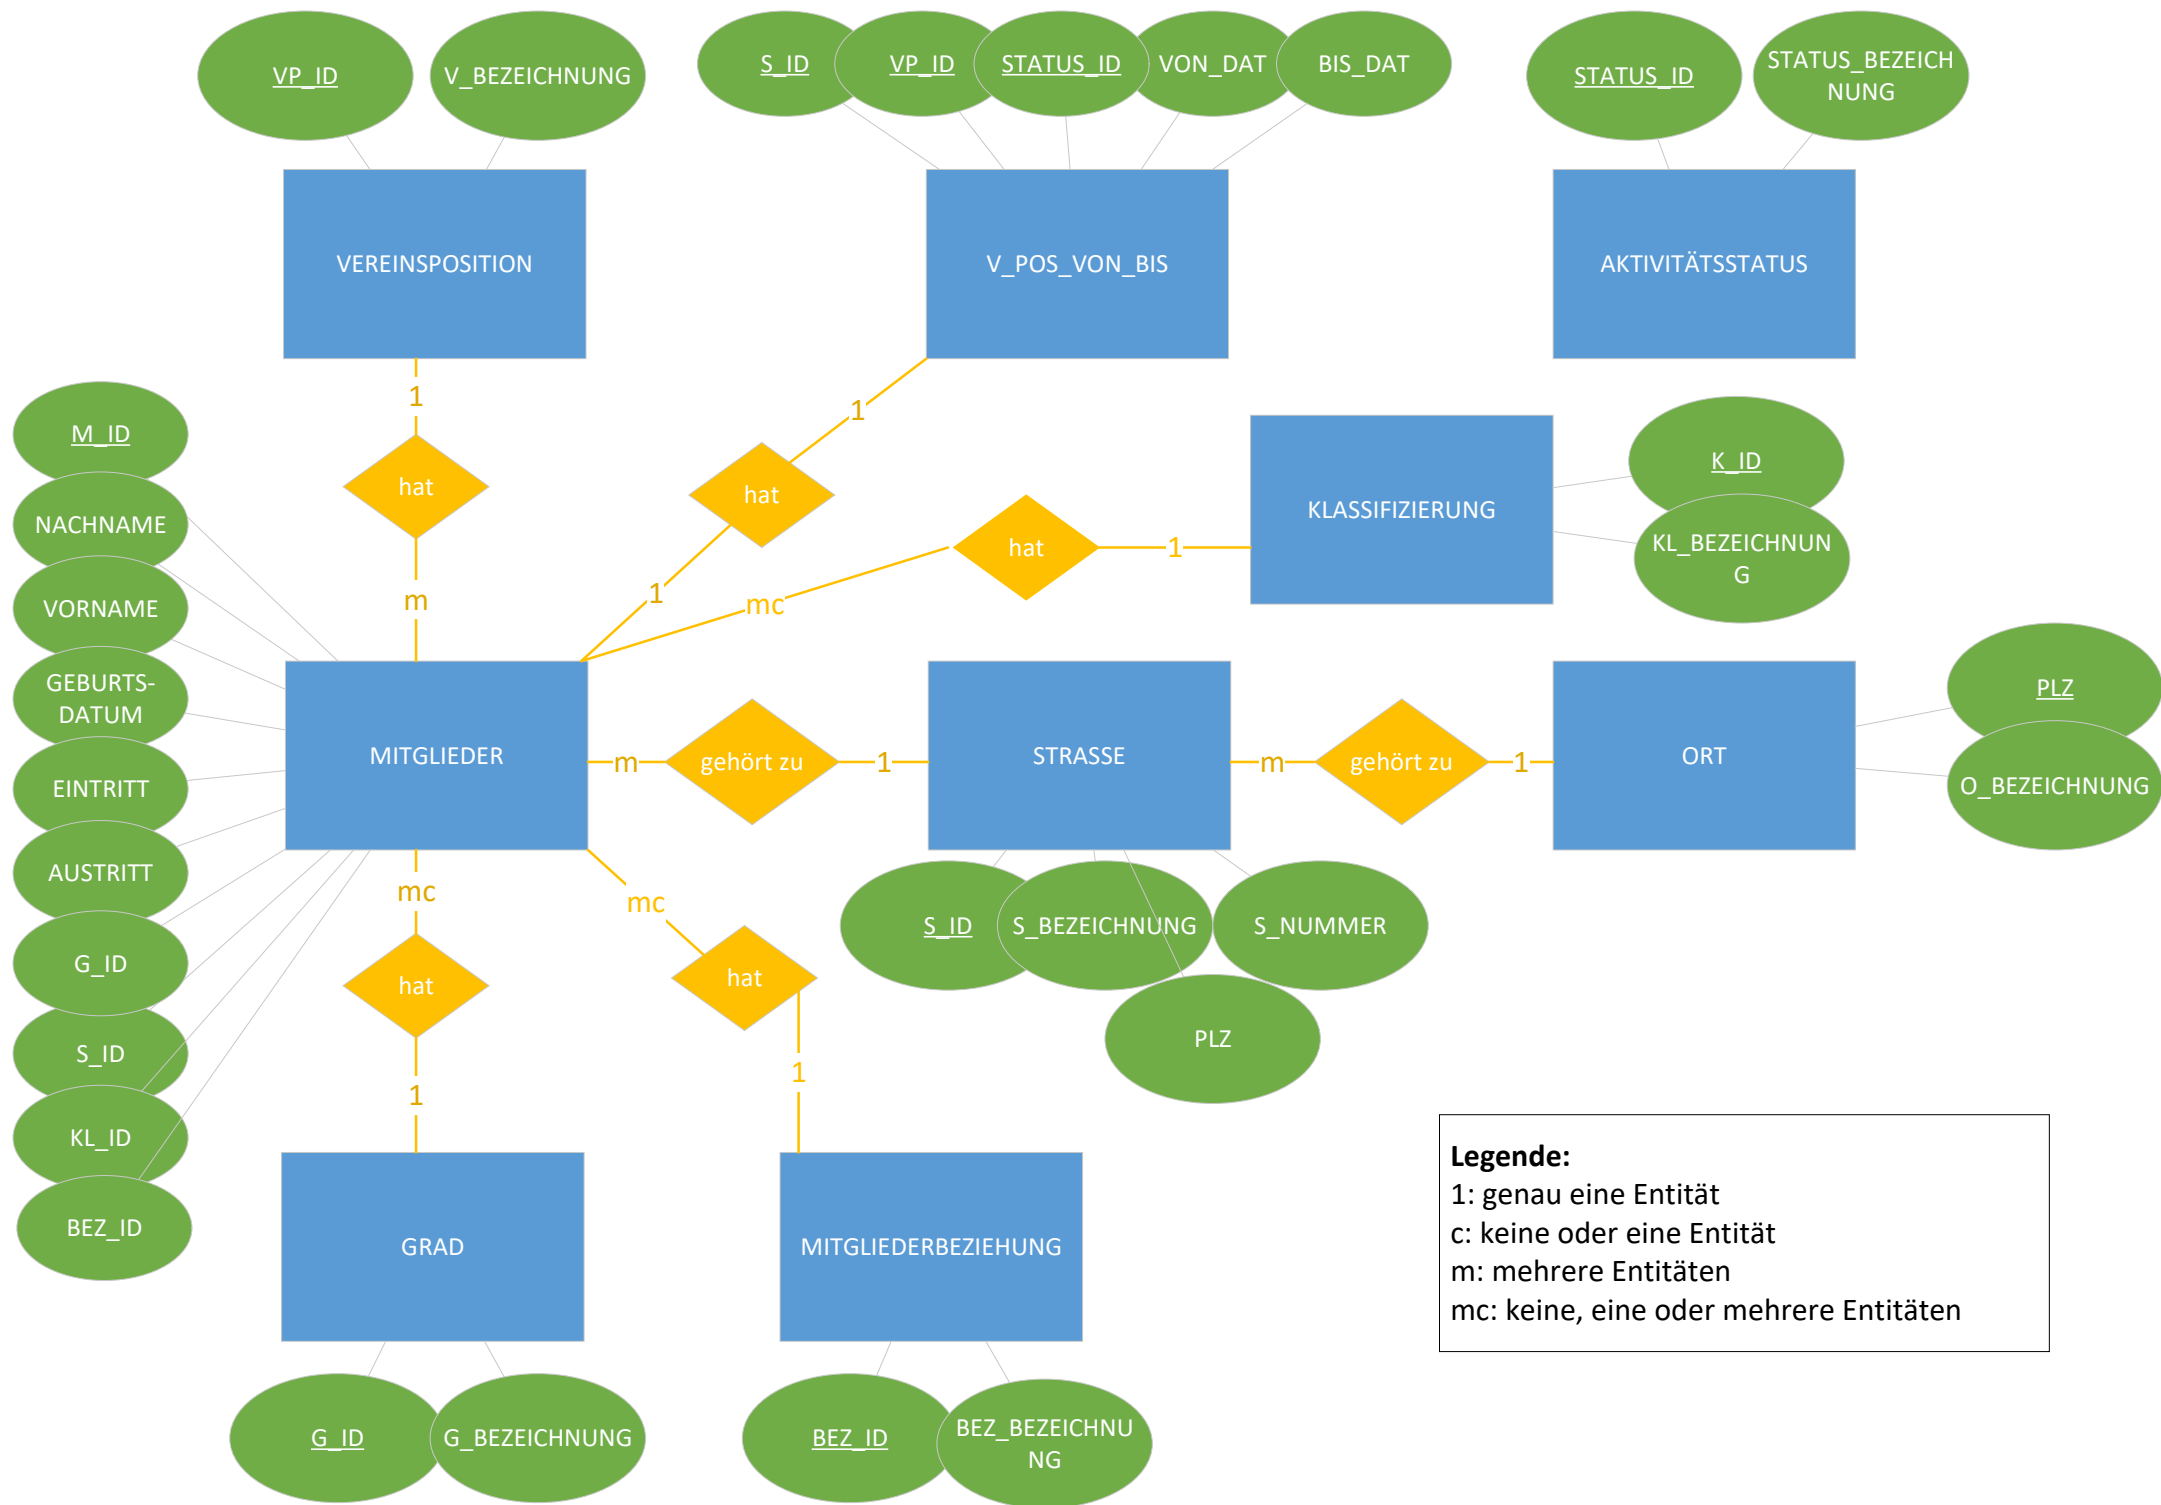 VP_ID
V_BEZEICHNUNG
S_ID
VP_ID
STATUS_ID
VON_DAT
BIS_DAT
STATUS_ID
STATUS_BEZEICH
NUNG
VEREINSPOSITION
V_POS_VON_BIS
AKTIVITÄTSSTATUS
1
1
M_ID
NACHNAME
VORNAME
GEBURTS-
DATUM
EINTRITT
AUSTRITT
G_ID
S_ID
KL_ID
BEZ_ID
hat
hat
hat
1
KLASSIFIZIERUNG
K_ID
KL_BEZEICHNUN
G
m
1
mc
MITGLIEDER
m
gehört zu
1
STRASSE
m
gehört zu
1
ORT
PLZ
O_BEZEICHNUNG
mc
mc
S_ID
S_BEZEICHNUNG
S_NUMMER
PLZ
hat
hat
1
1
GRAD
MITGLIEDERBEZIEHUNG
G_ID
G_BEZEICHNUNG
BEZ_ID
BEZ_BEZEICHNU
NG
Legende:
1: genau eine Entität
c: keine oder eine Entität
m: mehrere Entitäten
mc: keine, eine oder mehrere Entitäten